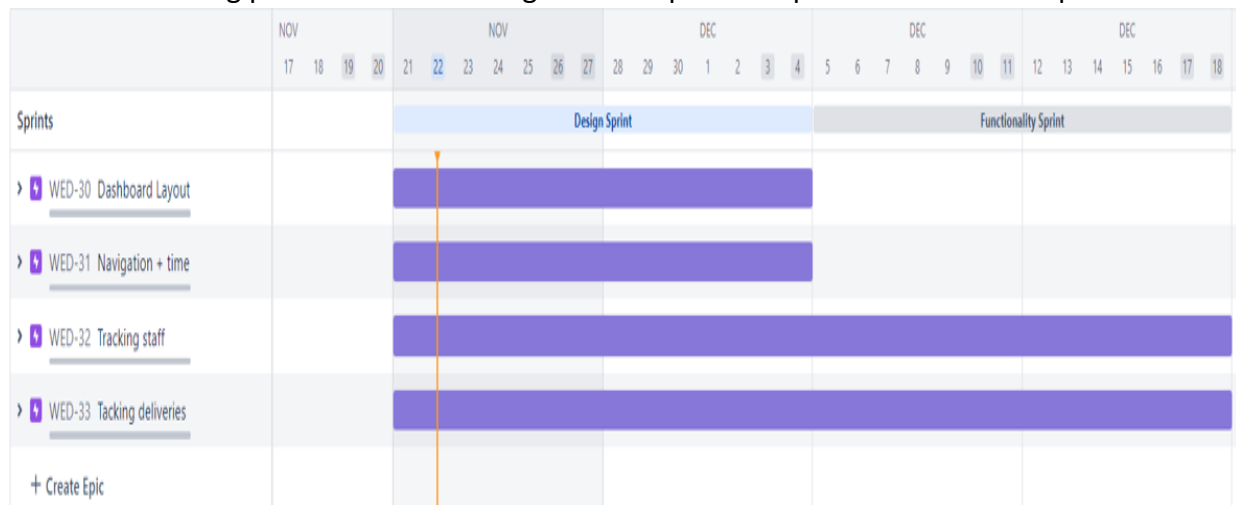 NOV NOV DEC DEC DEC
17 18 19 20 21 22 23 24 25 26 27 28 29 30 1 2 3 4 5 6 7 8 9 10 11 12 13 14 15 16 17 18
Sprints Design Sprint Functionality Sprint
WED-30 Dashboard Layout
WED-31 Navigation + time
WED-32 Tracking staff
WED-33 Tacking deliveries
+ Create Epic